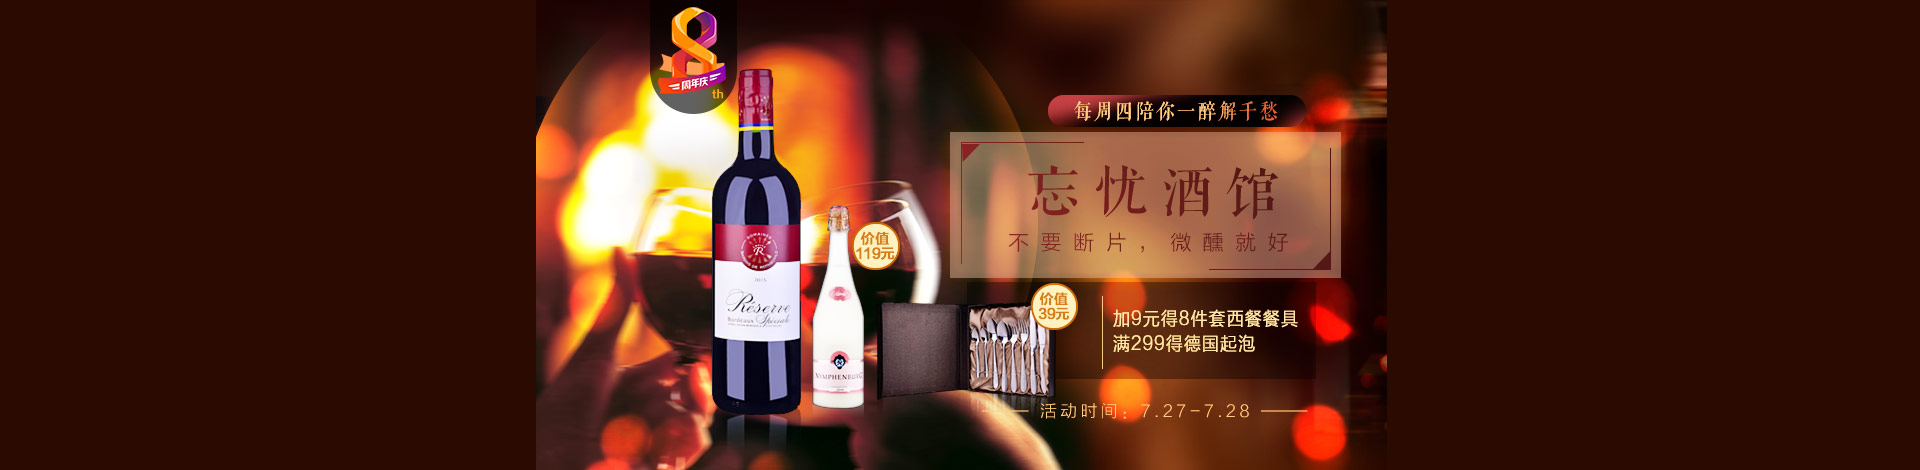 周年庆
th
每周四陪你一醉解千愁
忘忧酒馆
不要断片，微醺就好
价值
119元
价值
39元
加9元得8件套西餐餐具
满299得德国起泡
活动时间：7.27-7.28
R
2015
Réserve
Bordeaux Spéciale
NYMPHENBURG